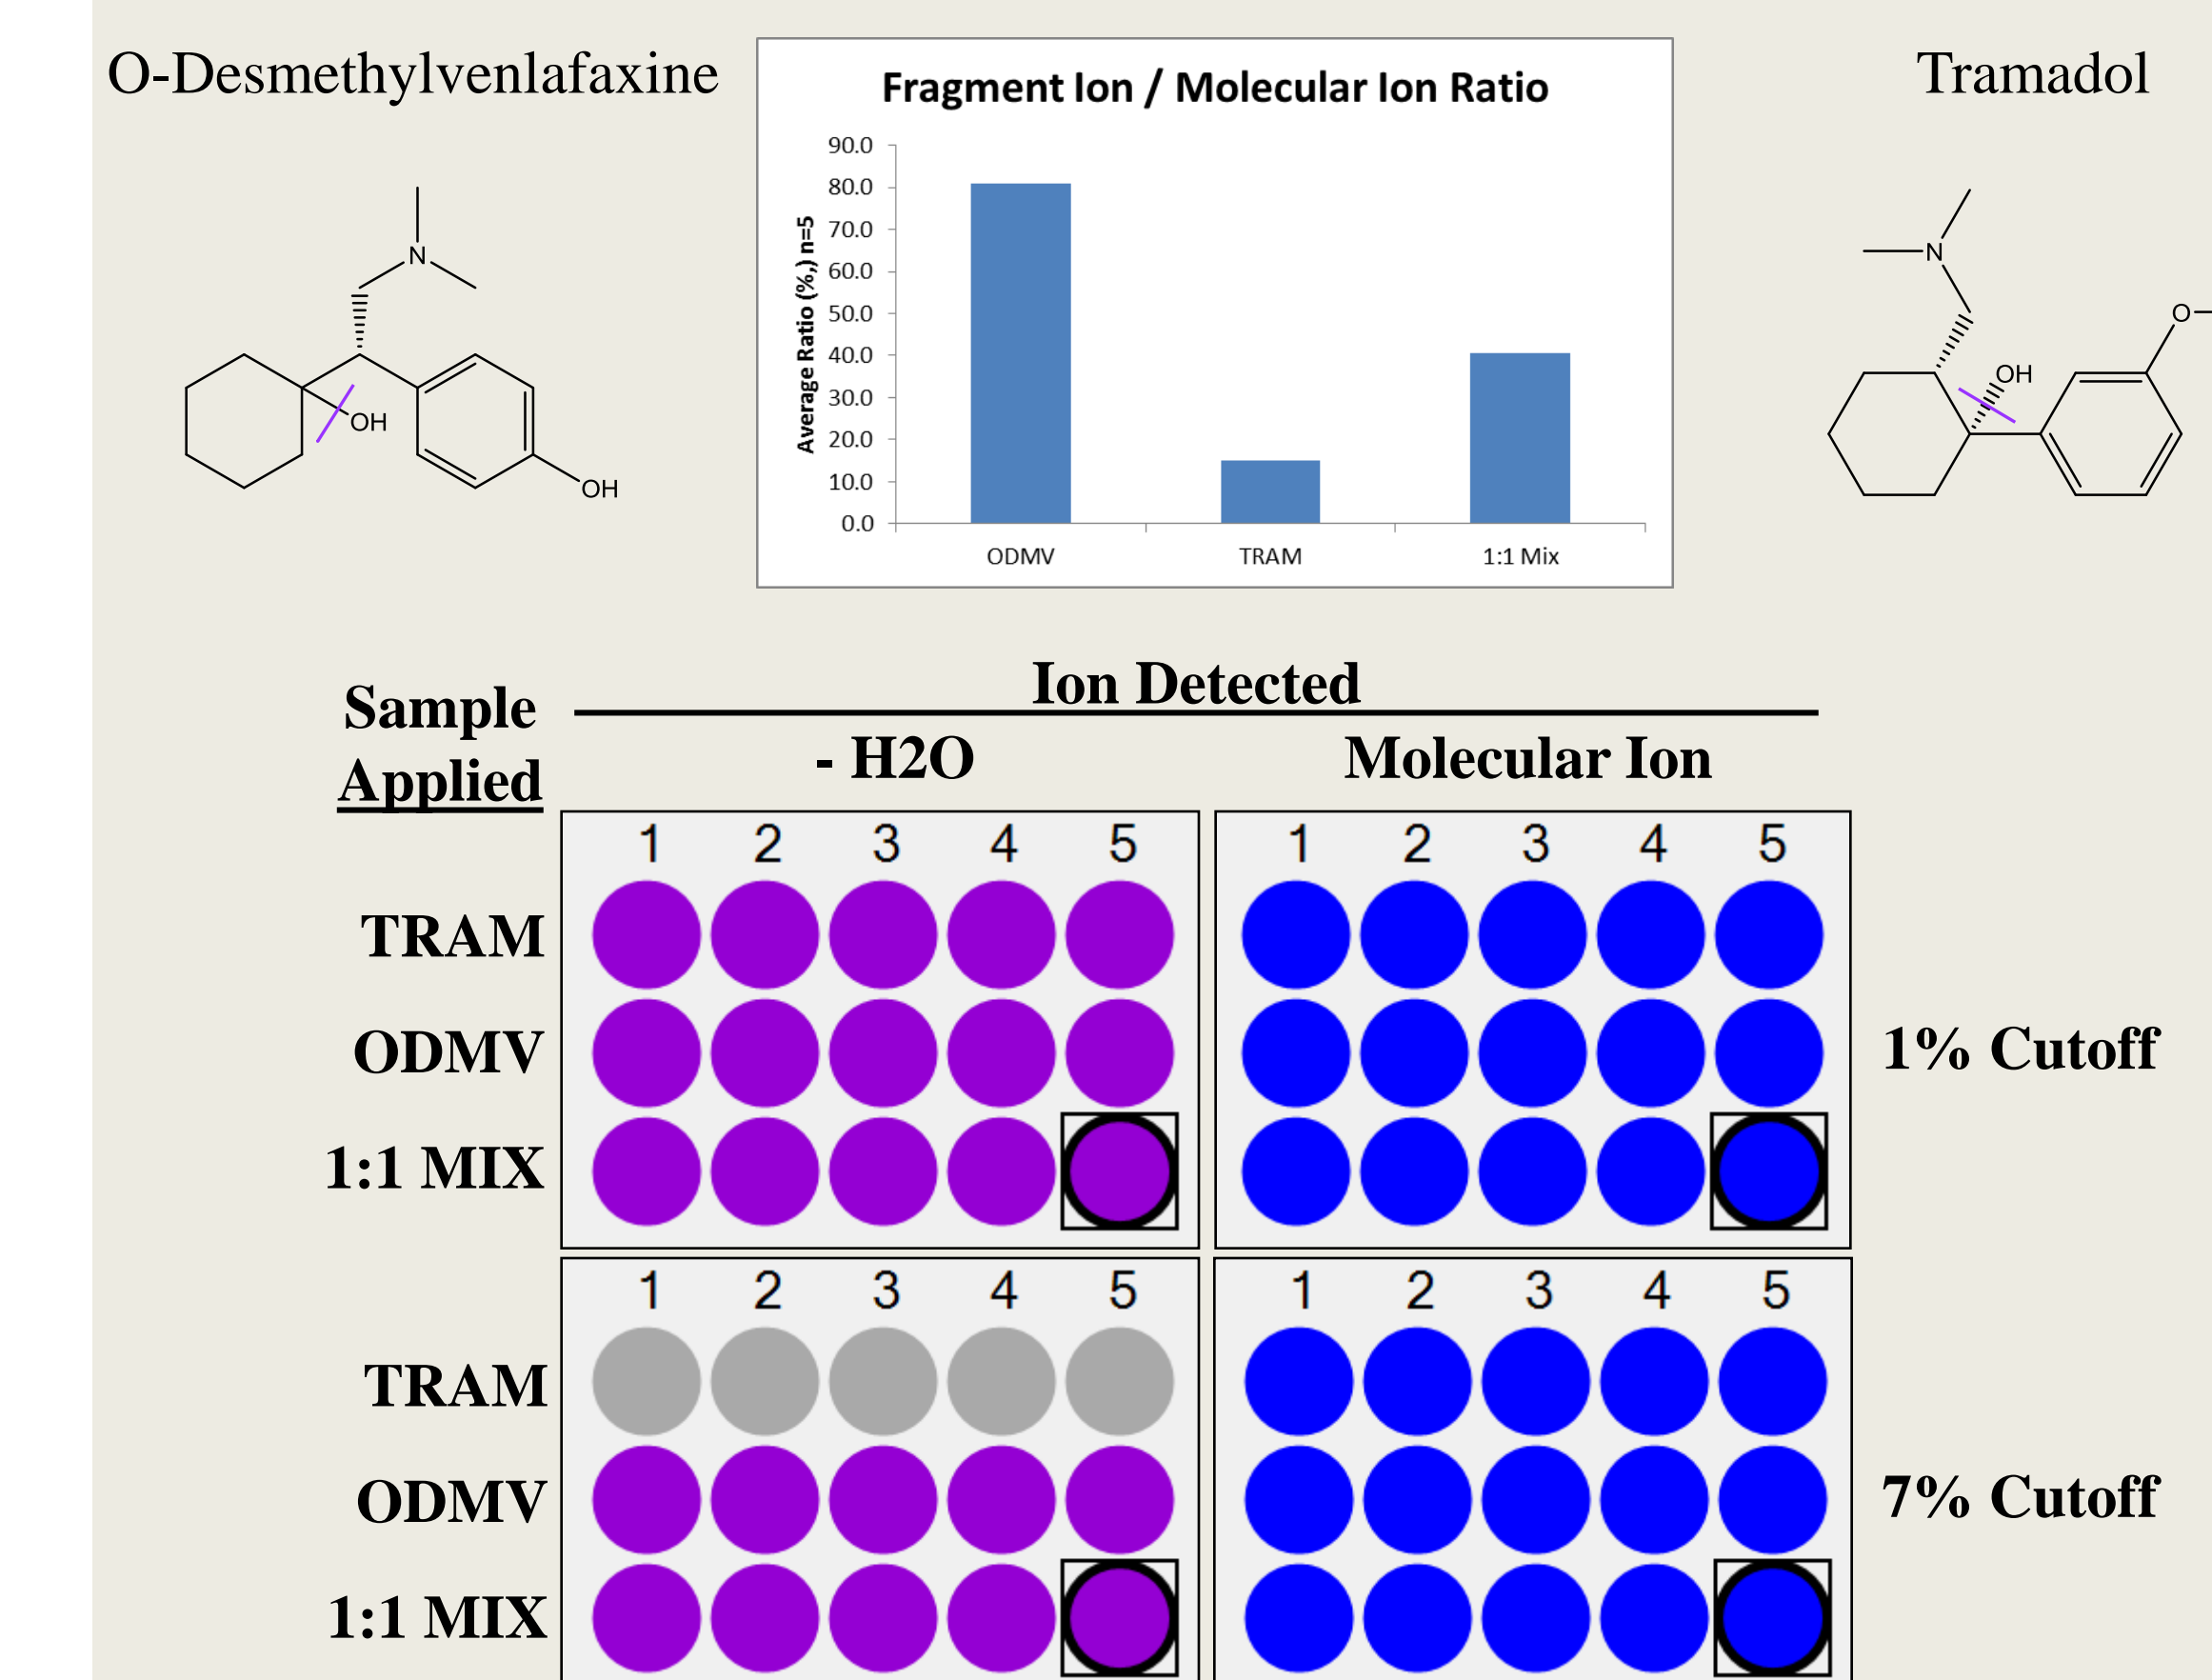 O-Desmethylvenlafaxine
Tramadol
Fragment Ion / Molecular Ion Ratio
Average Ratio (%,) n=5
90.0
80.0
70.0
60.0
50.0
40.0
30.0
20.0
10.0
0.0
ODMV TRAM 1:1 Mix
N
OH
OH
N
OH
O
Sample Applied
Ion Detected
- H2O Molecular Ion
1 2 3 4 5 1 2 3 4 5
TRAM
ODMV
1% Cutoff
1:1 MIX
1 2 3 4 5 1 2 3 4 5
TRAM
ODMV
7% Cutoff
1:1 MIX